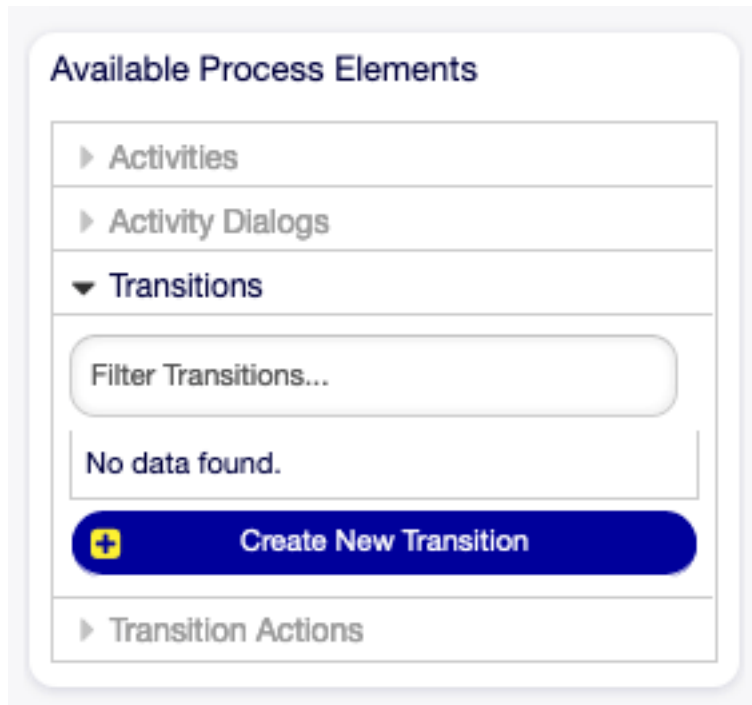 Available Process Elements
Activities
Activity Dialogs
Transitions
Filter Transitions...
No data found.
Create New Transition
Transition Actions